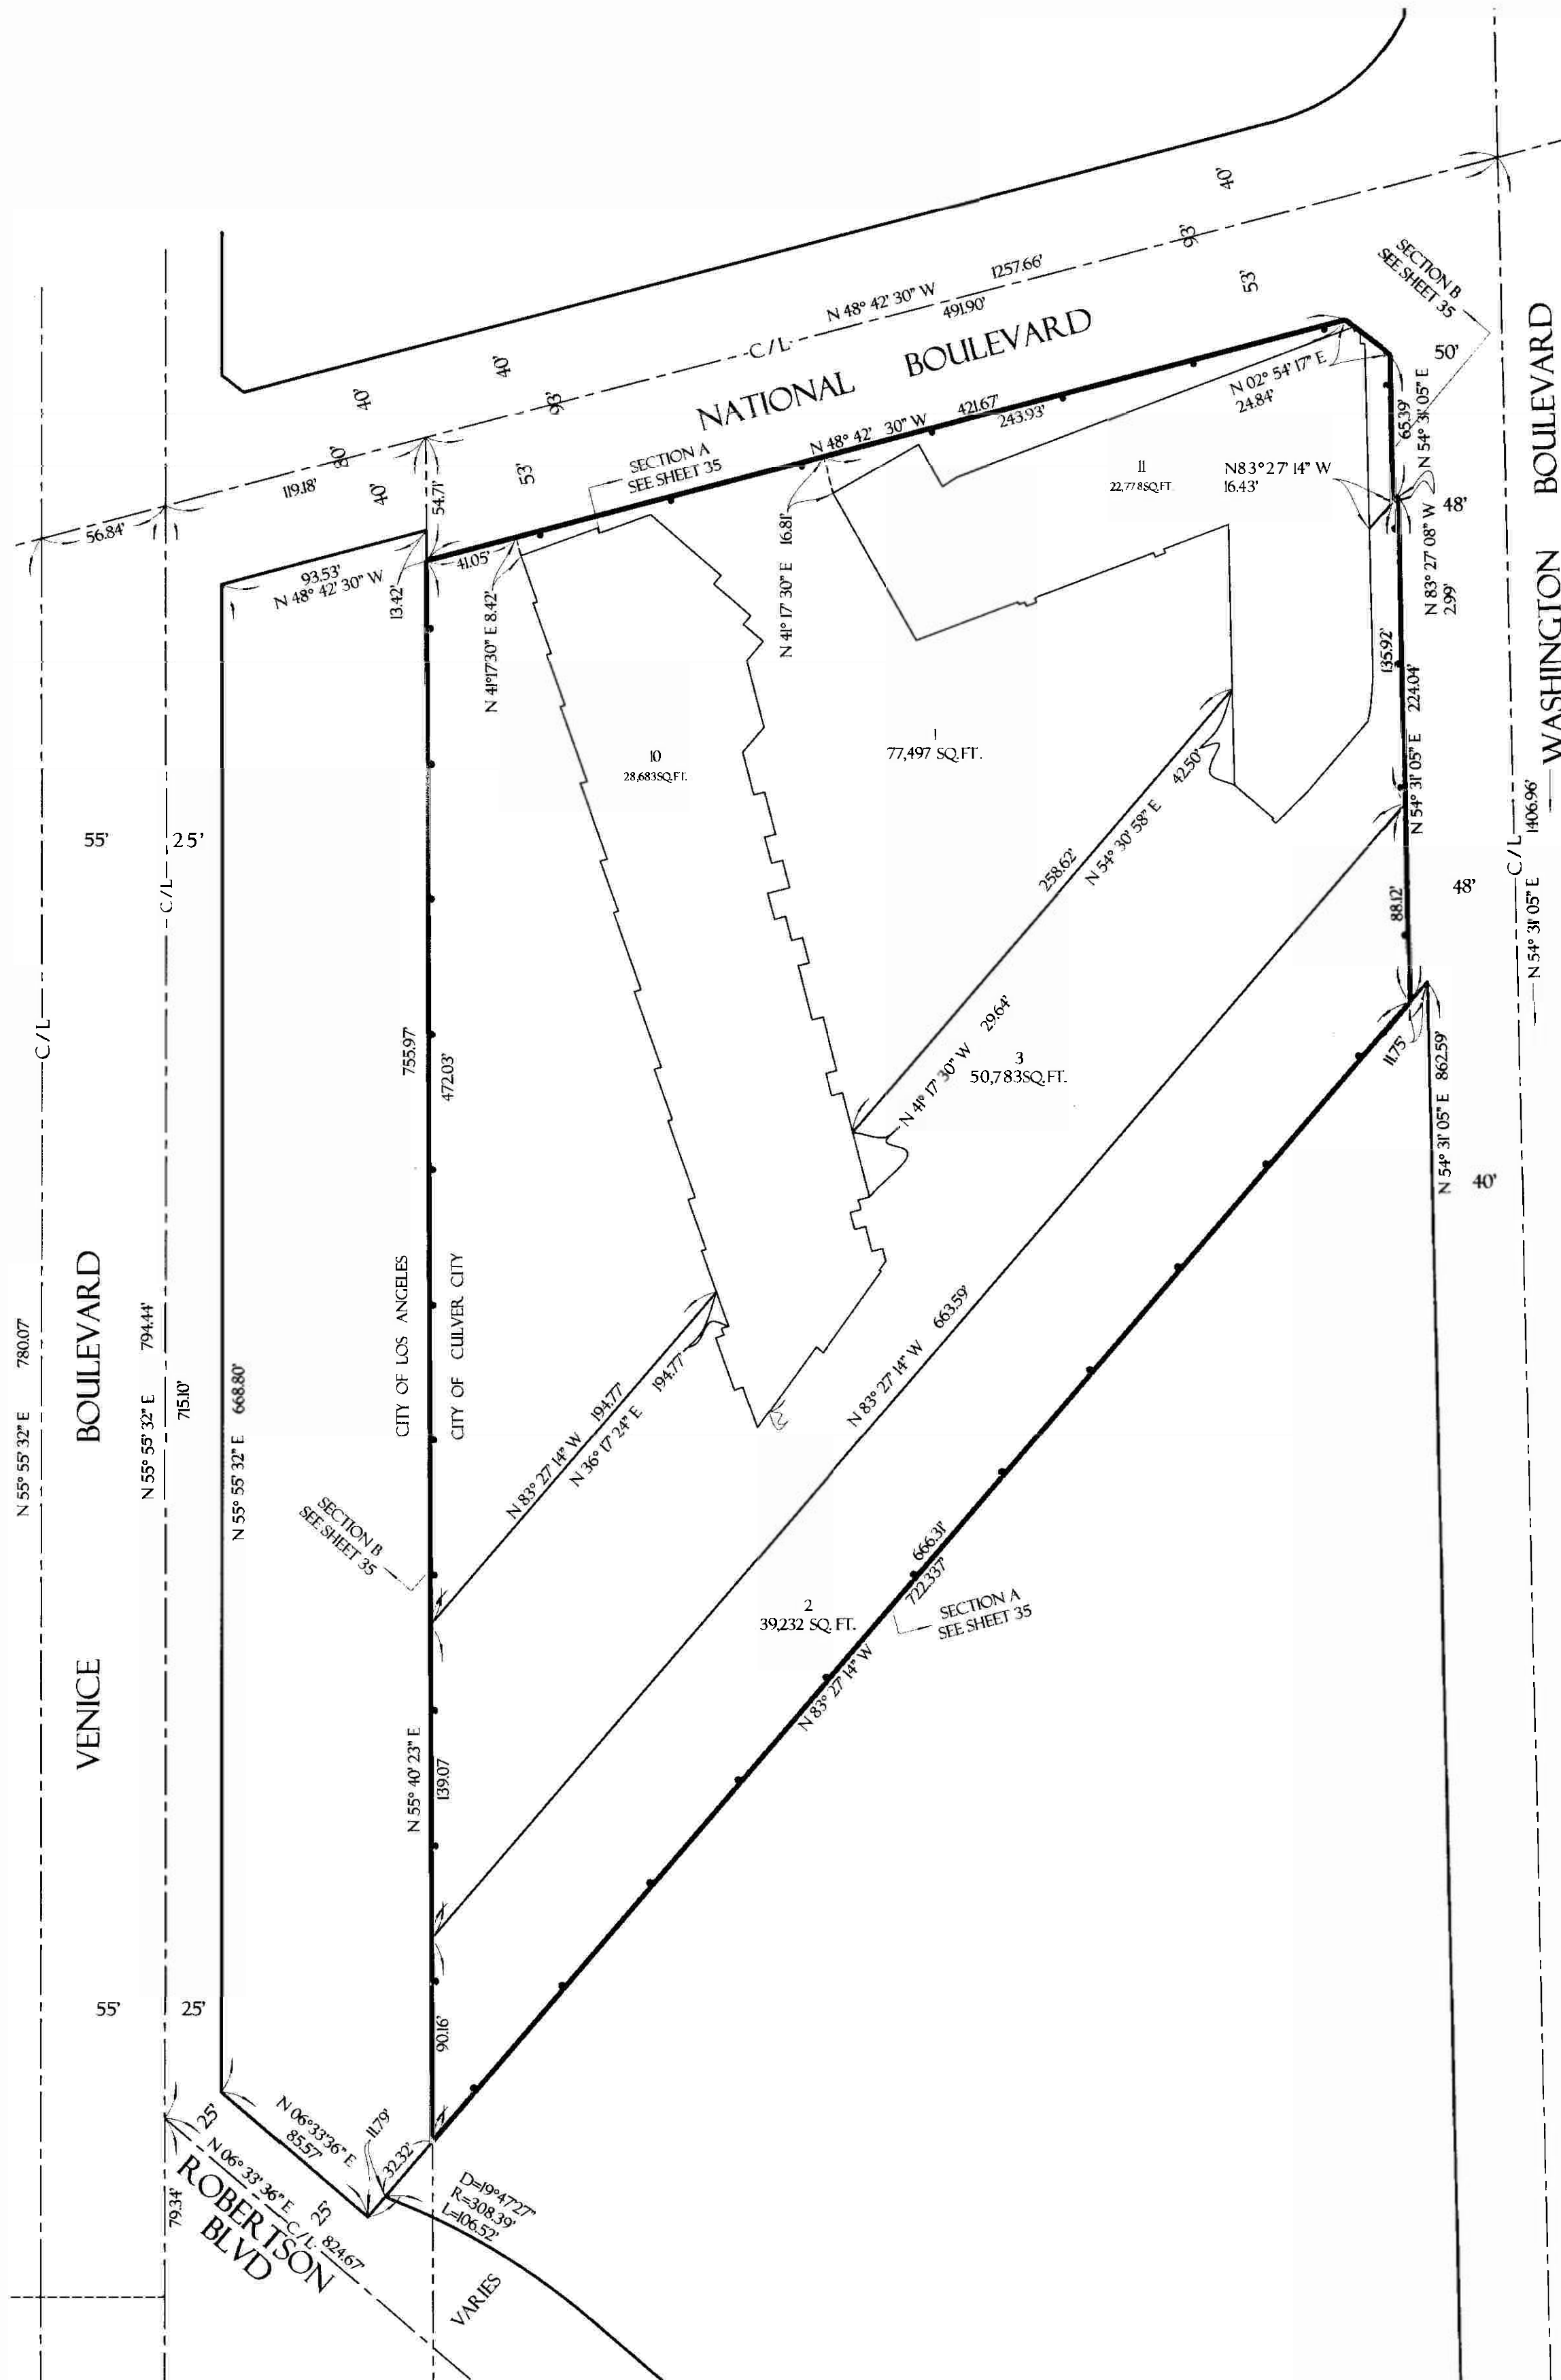 40'
93'
53'
N 48° 42' 30" W
1257.66'
491.90'
C/L
NATIONAL BOULEVARD
SECTION B
SEE SHEET 35
WASHINGTON BOULEVARD
50'
40'
40'
93'
80'
40'
119.18'
56.84'
53'
54.71'
SECTION A
SEE SHEET 35
N 48° 42' 30" W
421.67'
243.93'
N 02° 54' 17" E
24.84'
65.39'
N 54° 31' 05" E
11
22,778SQ.FT.
N83°27' 14" W
16.43'
48'
N 83° 27' 08" W
2.99'
93.53'
N 48° 42' 30" W
13.42'
41.05'
N 41°17'30" E 8.42'
N 41° 17' 30" E 16.81'
135.92'
224.04'
N 54° 31' 05" E
10
28,683SQ.FT.
1
77,497 SQ.FT.
42.50'
N 54° 30' 58" E
258.62'
55'
25'
C/L
C/L
1406.96'
C/L
N 54° 31' 05" E
48'
88.12'
755.97'
472.03'
29.64'
N 41° 17' 30" W
3
50,783SQ.FT.
11.75'
N 54° 31' 05" E 862.59'
40'
CITY OF LOS ANGELES
CITY OF CULVER CITY
N 55° 55' 32" E 780.07'
VENICE BOULEVARD
N 55° 55' 32" E 794.44'
715.10'
N 55° 55' 32" E 668.80'
N 83° 27' 14" W 194.77'
N 36° 17' 24" E 194.77'
N 83° 27' 14" W 663.59'
SECTION B
SEE SHEET 35
666.31'
722.337'
N 83° 27' 14" W
SECTION A
SEE SHEET 35
2
39,232 SQ.FT.
N 55° 40' 23" E
139.07
55'
25'
90.16'
25'
N 06°33'36" E
85.57'
11.79'
32.32'
N 06° 33' 36" E
C/L
824.67'
25'
79.34'
ROBERTSON
BLVD
D=19°47'27"
R=308.39'
L=106.52'
VARIES